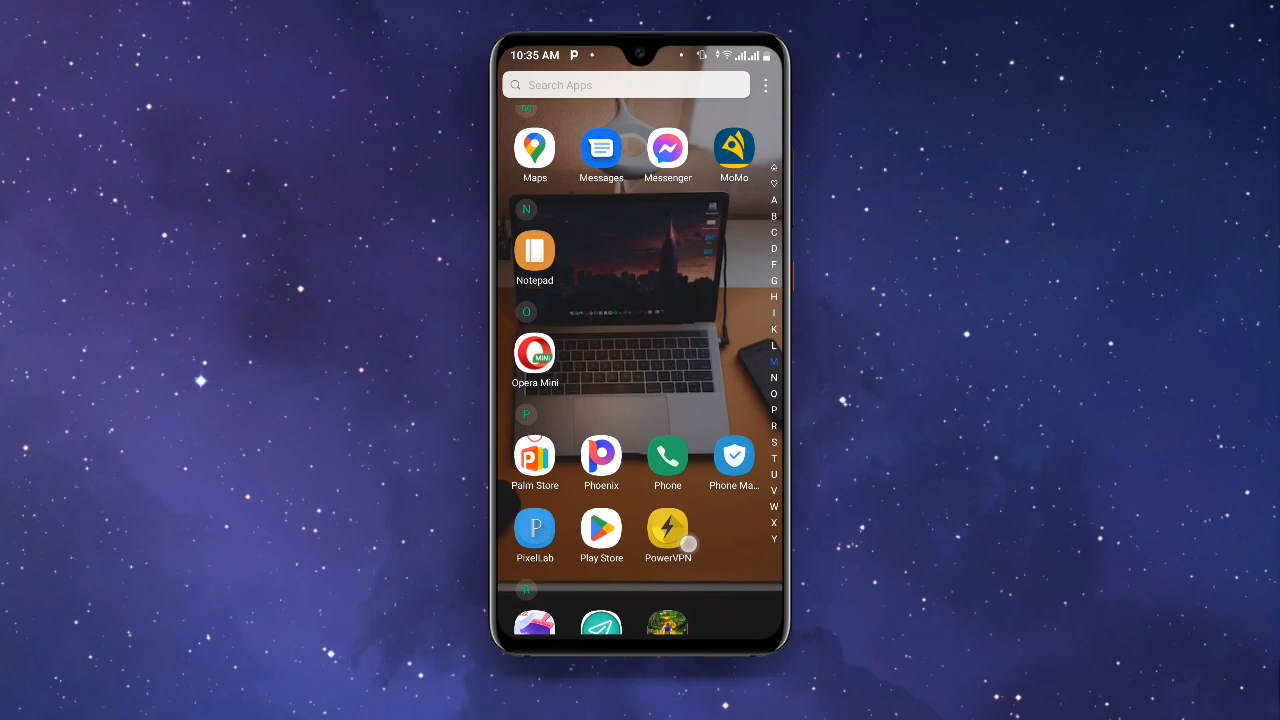 10:35 AM
Search Apps
M
Maps Messages Messenger MoMo
N
Notepad
O
MINI
Opera Mini
P
Palm Store Phoenix Phone Phone Ma...
P
PixelLab Play Store PowerVPN
R
A
B
C
D
F
G
H
I
K
L
M
N
O
P
R
S
T
U
V
W
X
Y